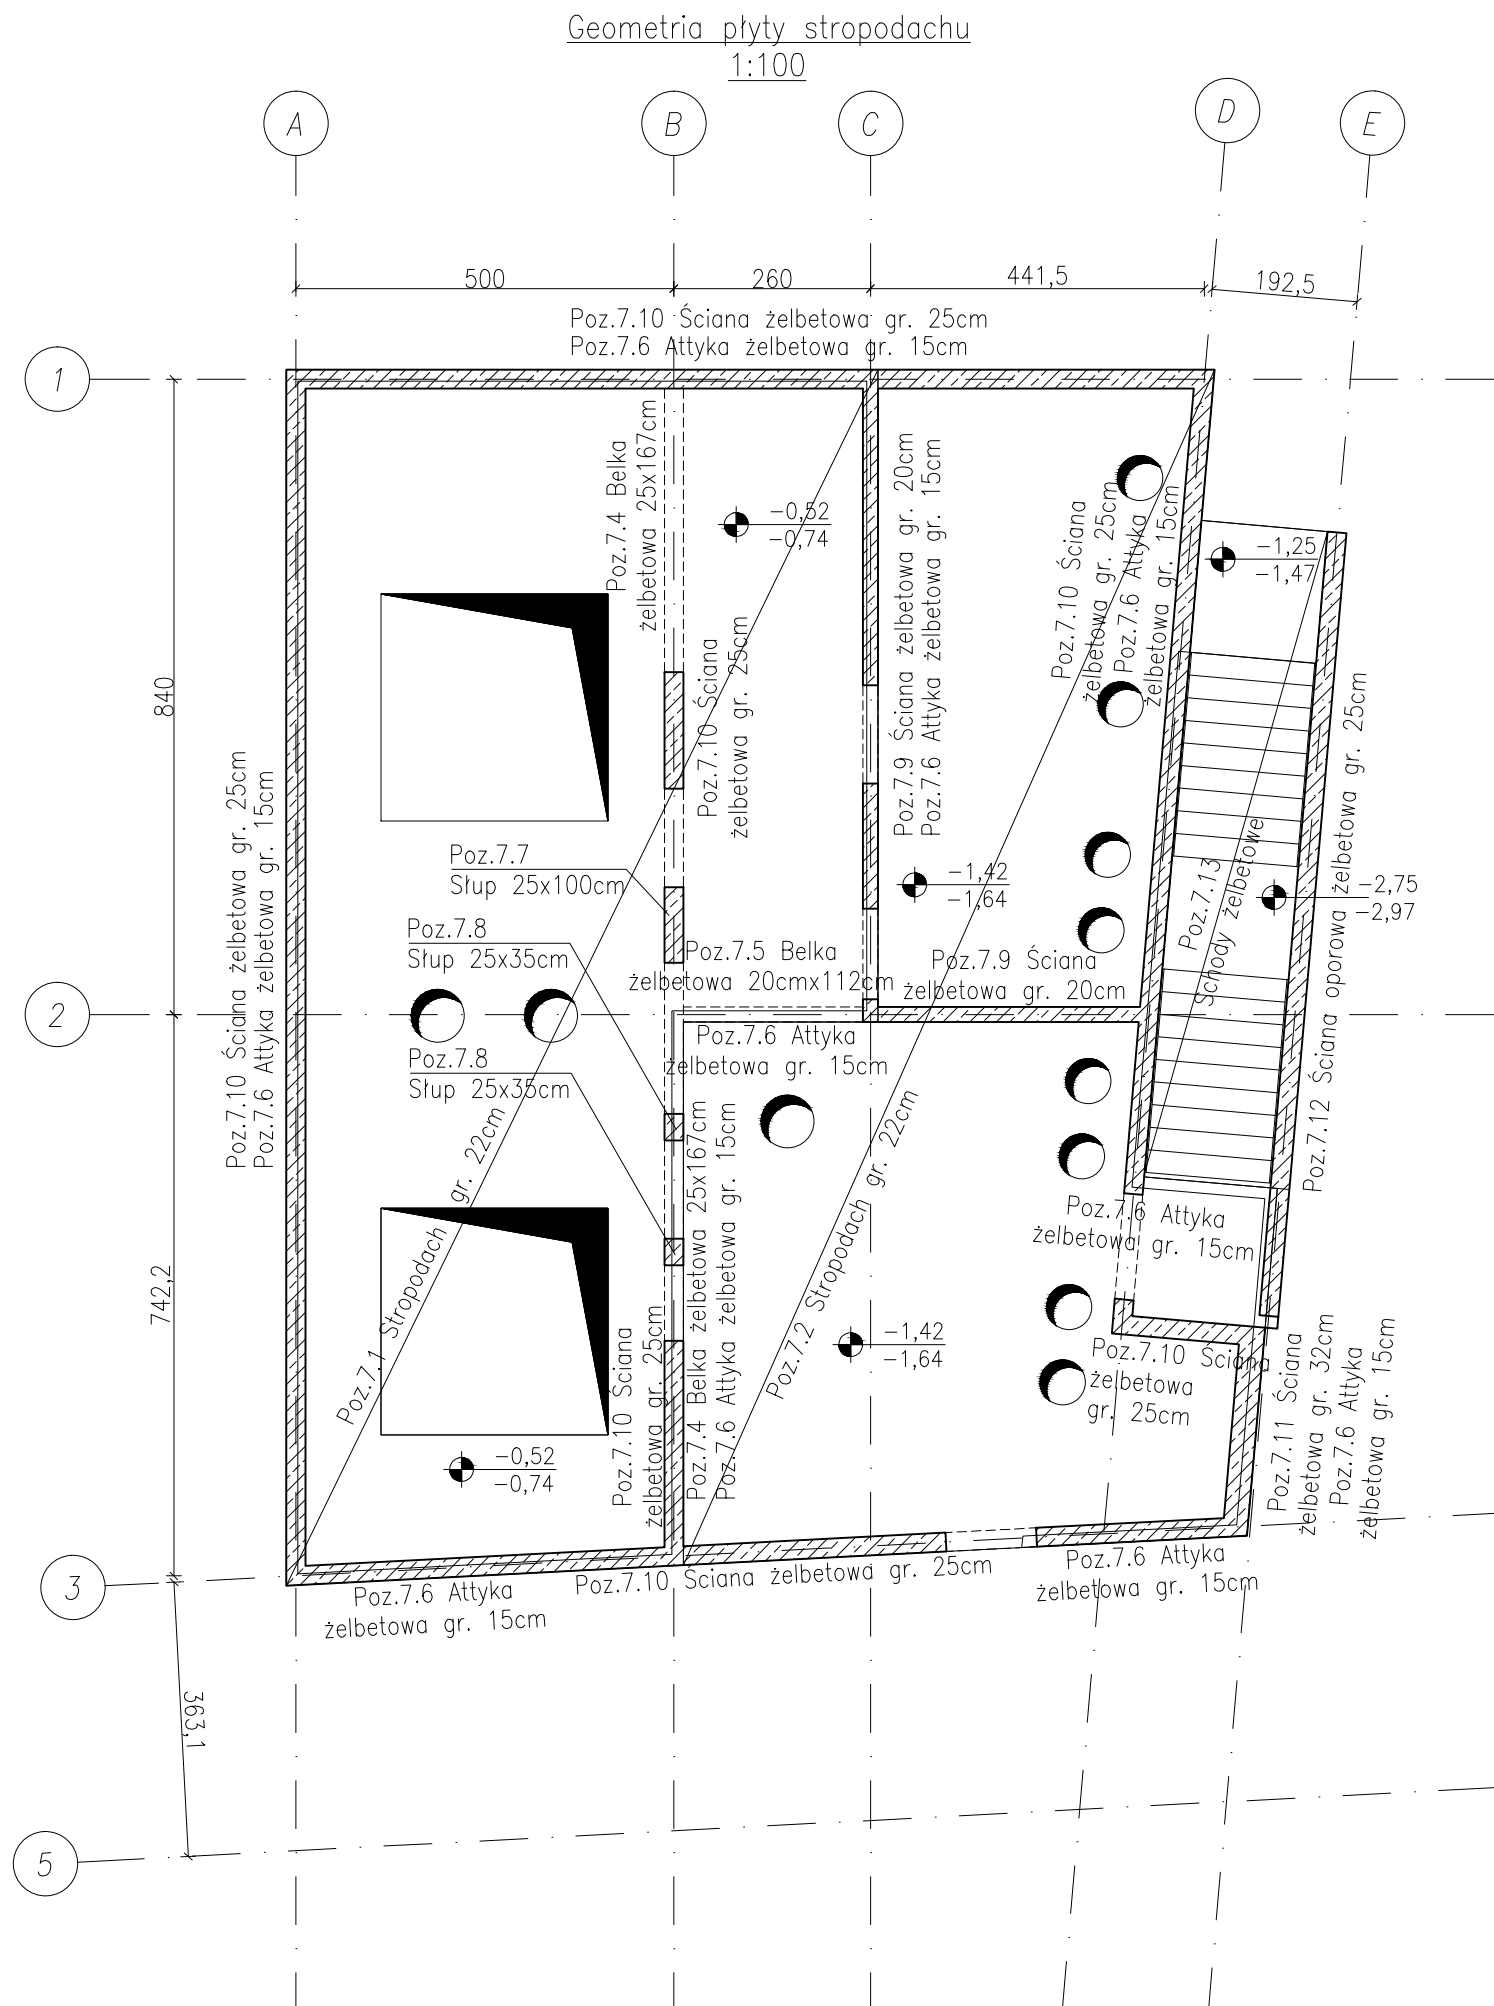 Geometria płyty stropodachu
1:100
A
B
C
D
E
500
260
441,5
192,5
Poz.7.10 Ściana żelbetowa gr. 25cm
Poz.7.6 Attyka żelbetowa gr. 15cm
1
Poz.7.4 Belka
żelbetowa 25x167cm
-0,52
-0,74
Poz.7.9 Ściana żelbetowa gr. 20cm
Poz.7.6 Attyka żelbetowa gr. 15cm
Poz.7.10 Ściana
żelbetowa gr. 25cm
Poz.7.6 Attyka
żelbetowa gr. 15cm
-1,25
-1,47
840
Poz.7.10 Ściana
żelbetowa gr. 25cm
Poz.7.10 Ściana żelbetowa gr. 25cm
Poz.7.6 Attyka żelbetowa gr. 15cm
Poz.7.7
Słup 25x100cm
-1,42
-1,64
Poz.7.13
Schody żelbetowe
-2,75
-2,97
Poz.7.12 Ściana oporowa żelbetowa gr. 25cm
Poz.7.8
Słup 25x35cm
Poz.7.5 Belka
żelbetowa 20cmx112cm
Poz.7.9 Ściana
żelbetowa gr. 20cm
2
Poz.7.6 Attyka
żelbetowa gr. 15cm
Poz.7.8
Słup 25x35cm
Poz.7.1 Stropodach gr. 22cm
Poz.7.4 Belka żelbetowa 25x167cm
Poz.7.6 Attyka żelbetowa gr. 15cm
Poz.7.2 Stropodach gr. 22cm
Poz.7.6 Attyka
żelbetowa gr. 15cm
742,2
Poz.7.10 Ściana
żelbetowa gr. 25cm
-1,42
-1,64
Poz.7.10 Ściana
żelbetowa
gr. 25cm
Poz.7.11 Ściana
żelbetowa gr. 32cm
Poz.7.6 Attyka
żelbetowa gr. 15cm
-0,52
-0,74
3
Poz.7.6 Attyka
żelbetowa gr. 15cm
Poz.7.10 Sciana żelbetowa gr. 25cm
Poz.7.6 Attyka
żelbetowa gr. 15cm
363,1
5